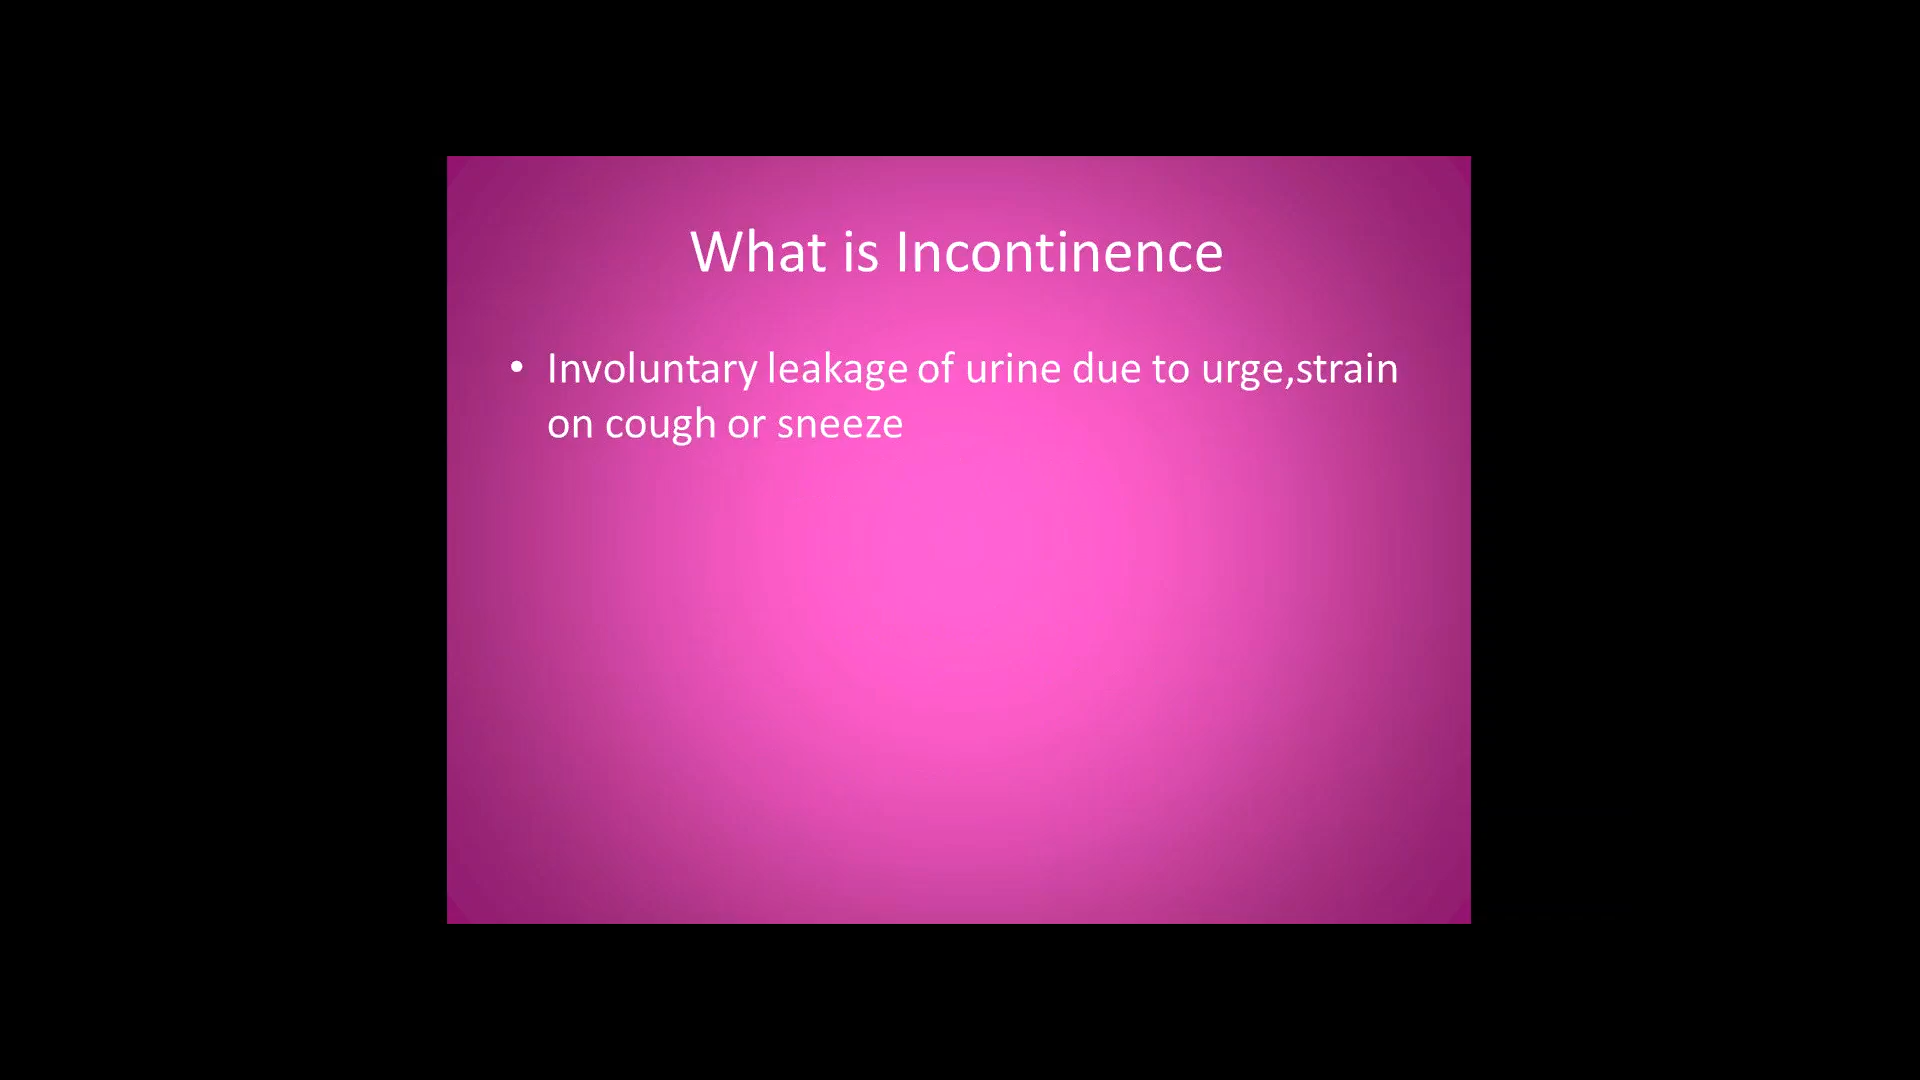 What is Incontinence
• Involuntary leakage of urine due to urge,strain
on cough or sneeze